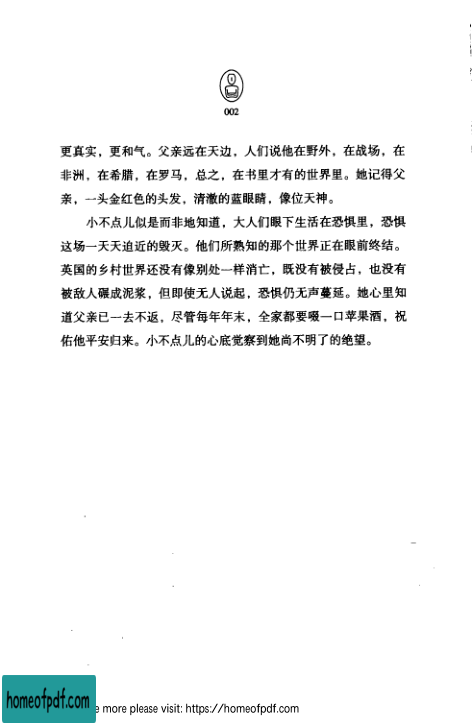 002
更真实，更和气。父亲远在天边，人们说他在野外，在战场，在
非洲，在希腊，在罗马，总之，在书里才有的世界里。她记得父
亲，一头金红色的头发，清澈的蓝眼睛，像位天神。
小不点儿似是而非地知道，大人们眼下生活在恐惧里，恐惧
这场一天天迫近的毁灭。他们所熟知的那个世界正在眼前终结。
英国的乡村世界还没有像别处一样消亡，既没有被侵占，也没有
被敌人碾成泥浆，但即使无人说起，恐惧仍无声蔓延。她心里知
道父亲已一去不返，尽管每年年末，全家都要啜一口苹果酒，祝
佑他平安归来。小不点儿的心底觉察到她尚不明了的绝望。
homeofpdf.com
e more please visit: https://homeofpdf.com